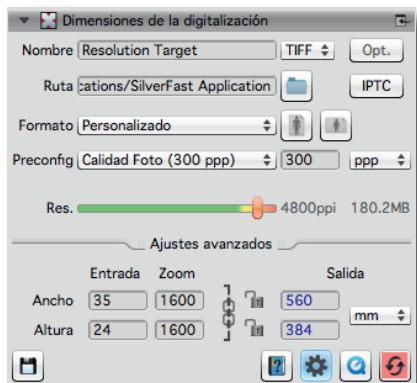 Dimensiones de la digitalización
Nombre Resolution Target TIFF Opt.
Ruta cations/SilverFast Application IPTC
Formato Personalizado
Preconfig Calidad Foto (300 ppp) 300 ppp
Res. 4800ppi 180.2MB
Ajustes avanzados
Entrada Zoom Salida
Ancho 35 1600 560
mm
Altura 24 1600 384